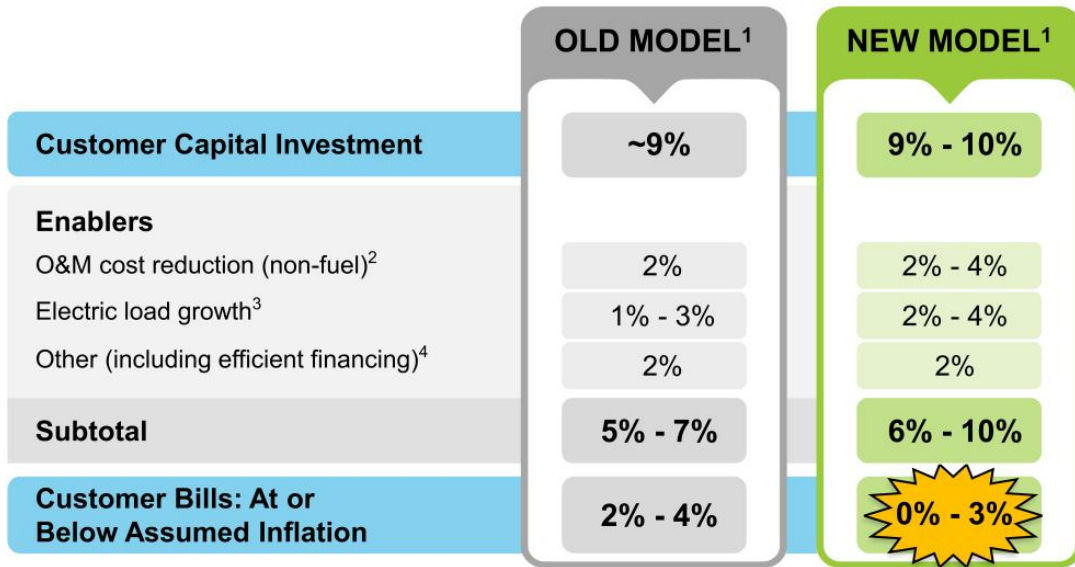 OLD MODEL¹ NEW MODEL¹
Customer Capital Investment ~9% 9% - 10%
Enablers
O&M cost reduction (non-fuel)² 2% 2% - 4%
Electric load growth³ 1% - 3% 2% - 4%
Other (including efficient financing)⁴ 2% 2%
Subtotal 5% - 7% 6% - 10%
Customer Bills: At or
Below Assumed Inflation 2% - 4% 0% - 3%